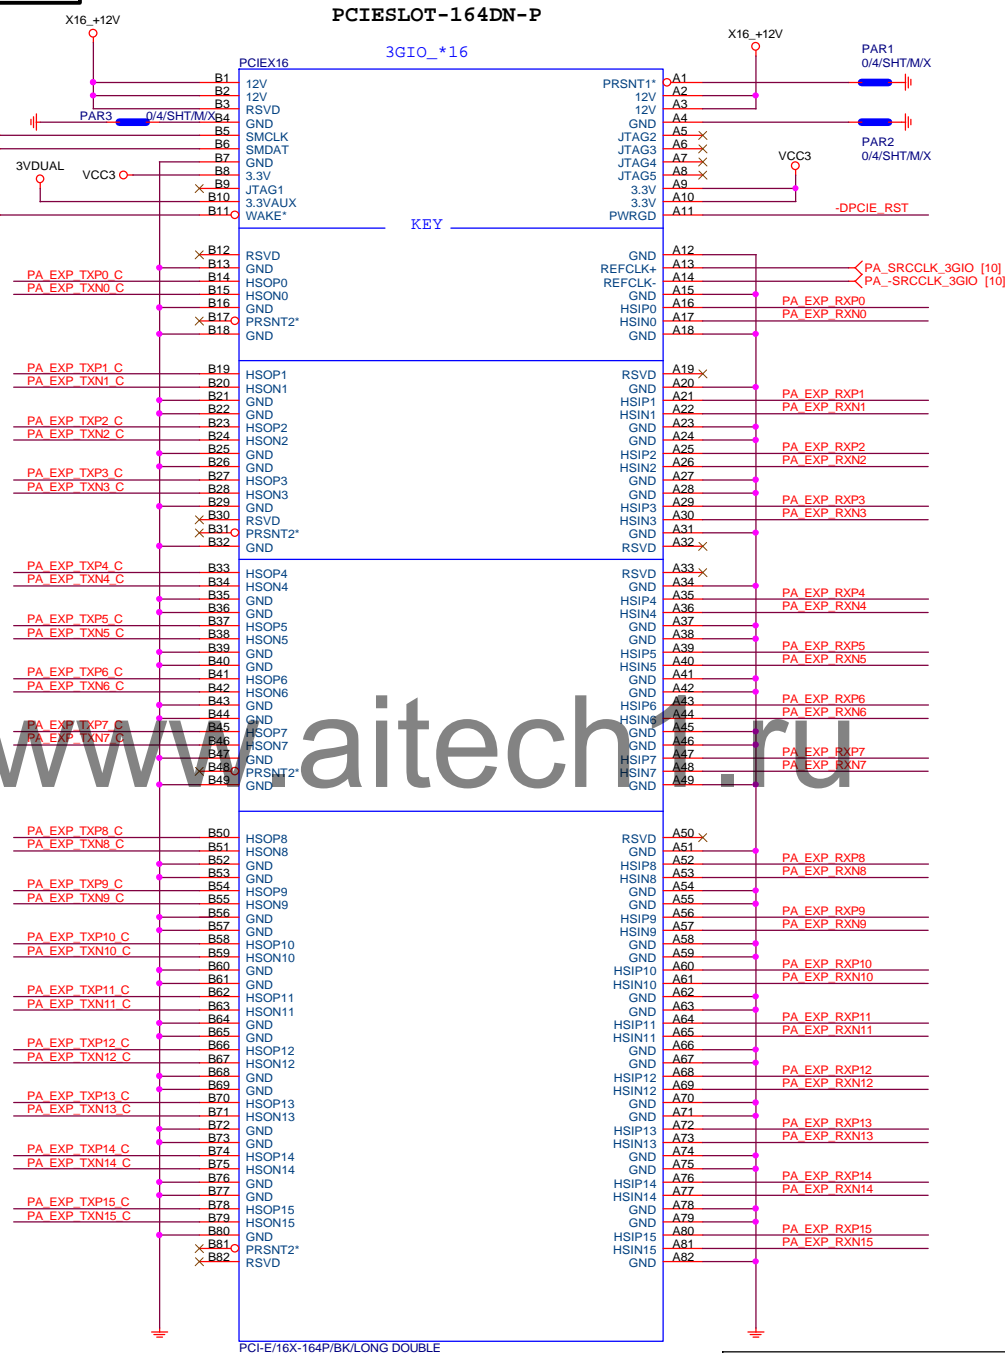 PCIESLOT-164DN-P
X16_+12V
X16_+12V
3GIO_*16
PCIEX16
PAR1
0/4/SHT/M/X
B1 12V PRSNT1* A1
B2 12V 12V A2
B3 RSVD 12V A3
PAR3 0/4/SHT/M/X B4 GND GND A4
B5 SMCLK JTAG2 A5
B6 SMDAT JTAG3 A6
PAR2
0/4/SHT/M/X
B7 GND JTAG4 A7
3VDUAL VCC3 B8 3.3V JTAG5 A8 VCC3
B9 JTAG1 3.3V A9
B10 3.3VAUX 3.3V A10
B11 WAKE* PWRGD A11 -DPCIE_RST
KEY
B12 RSVD GND A12
B13 GND REFCLK+ A13 PA_SRCCLK_3GIO [10]
PA_EXP_TXP0_C B14 HSOP0 REFCLK- A14 PA_-SRCCLK_3GIO [10]
PA_EXP_TXN0_C B15 HSON0 GND A15
B16 GND HSIP0 A16 PA_EXP_RXP0
B17 PRSNT2* HSIN0 A17 PA_EXP_RXN0
B18 GND GND A18
PA_EXP_TXP1_C B19 HSOP1 RSVD A19
PA_EXP_TXN1_C B20 HSON1 GND A20
B21 GND HSIP1 A21 PA_EXP_RXP1
B22 GND HSIN1 A22 PA_EXP_RXN1
PA_EXP_TXP2_C B23 HSOP2 GND A23
PA_EXP_TXN2_C B24 HSON2 GND A24
B25 GND HSIP2 A25 PA_EXP_RXP2
B26 GND HSIN2 A26 PA_EXP_RXN2
PA_EXP_TXP3_C B27 HSOP3 GND A27
PA_EXP_TXN3_C B28 HSON3 GND A28
B29 GND HSIP3 A29 PA_EXP_RXP3
B30 RSVD HSIN3 A30 PA_EXP_RXN3
B31 PRSNT2* GND A31
B32 GND RSVD A32
PA_EXP_TXP4_C B33 HSOP4 RSVD A33
PA_EXP_TXN4_C B34 HSON4 GND A34
B35 GND HSIP4 A35 PA_EXP_RXP4
B36 GND HSIN4 A36 PA_EXP_RXN4
PA_EXP_TXP5_C B37 HSOP5 GND A37
PA_EXP_TXN5_C B38 HSON5 GND A38
B39 GND HSIP5 A39 PA_EXP_RXP5
B40 GND HSIN5 A40 PA_EXP_RXN5
PA_EXP_TXP6_C B41 HSOP6 GND A41
PA_EXP_TXN6_C B42 HSON6 GND A42
B43 GND HSIP6 A43 PA_EXP_RXP6
B44 GND HSIN6 A44 PA_EXP_RXN6
PA_EXP_TXP7_C B45 HSOP7 GND A45
PA_EXP_TXN7_C B46 HSON7 GND A46
www.aitech1.ru
B47 GND HSIP7 A47 PA_EXP_RXP7
B48 PRSNT2* HSIN7 A48 PA_EXP_RXN7
B49 GND GND A49
PA_EXP_TXP8_C B50 HSOP8 RSVD A50
PA_EXP_TXN8_C B51 HSON8 GND A51
B52 GND HSIP8 A52 PA_EXP_RXP8
B53 GND HSIN8 A53 PA_EXP_RXN8
PA_EXP_TXP9_C B54 HSOP9 GND A54
PA_EXP_TXN9_C B55 HSON9 GND A55
B56 GND HSIP9 A56 PA_EXP_RXP9
B57 GND HSIN9 A57 PA_EXP_RXN9
PA_EXP_TXP10_C B58 HSOP10 GND A58
PA_EXP_TXN10_C B59 HSON10 GND A59
B60 GND HSIP10 A60 PA_EXP_RXP10
B61 GND HSIN10 A61 PA_EXP_RXN10
PA_EXP_TXP11_C B62 HSOP11 GND A62
PA_EXP_TXN11_C B63 HSON11 GND A63
B64 GND HSIP11 A64 PA_EXP_RXP11
B65 GND HSIN11 A65 PA_EXP_RXN11
PA_EXP_TXP12_C B66 HSOP12 GND A66
PA_EXP_TXN12_C B67 HSON12 GND A67
B68 GND HSIP12 A68 PA_EXP_RXP12
B69 GND HSIN12 A69 PA_EXP_RXN12
PA_EXP_TXP13_C B70 HSOP13 GND A70
PA_EXP_TXN13_C B71 HSON13 GND A71
B72 GND HSIP13 A72 PA_EXP_RXP13
B73 GND HSIN13 A73 PA_EXP_RXN13
PA_EXP_TXP14_C B74 HSOP14 GND A74
PA_EXP_TXN14_C B75 HSON14 GND A75
B76 GND HSIP14 A76 PA_EXP_RXP14
B77 GND HSIN14 A77 PA_EXP_RXN14
PA_EXP_TXP15_C B78 HSOP15 GND A78
PA_EXP_TXN15_C B79 HSON15 GND A79
B80 GND HSIP15 A80 PA_EXP_RXP15
B81 PRSNT2* HSIN15 A81 PA_EXP_RXN15
B82 RSVD GND A82
PCI-E/16X-164P/BK/LONG DOUBLE